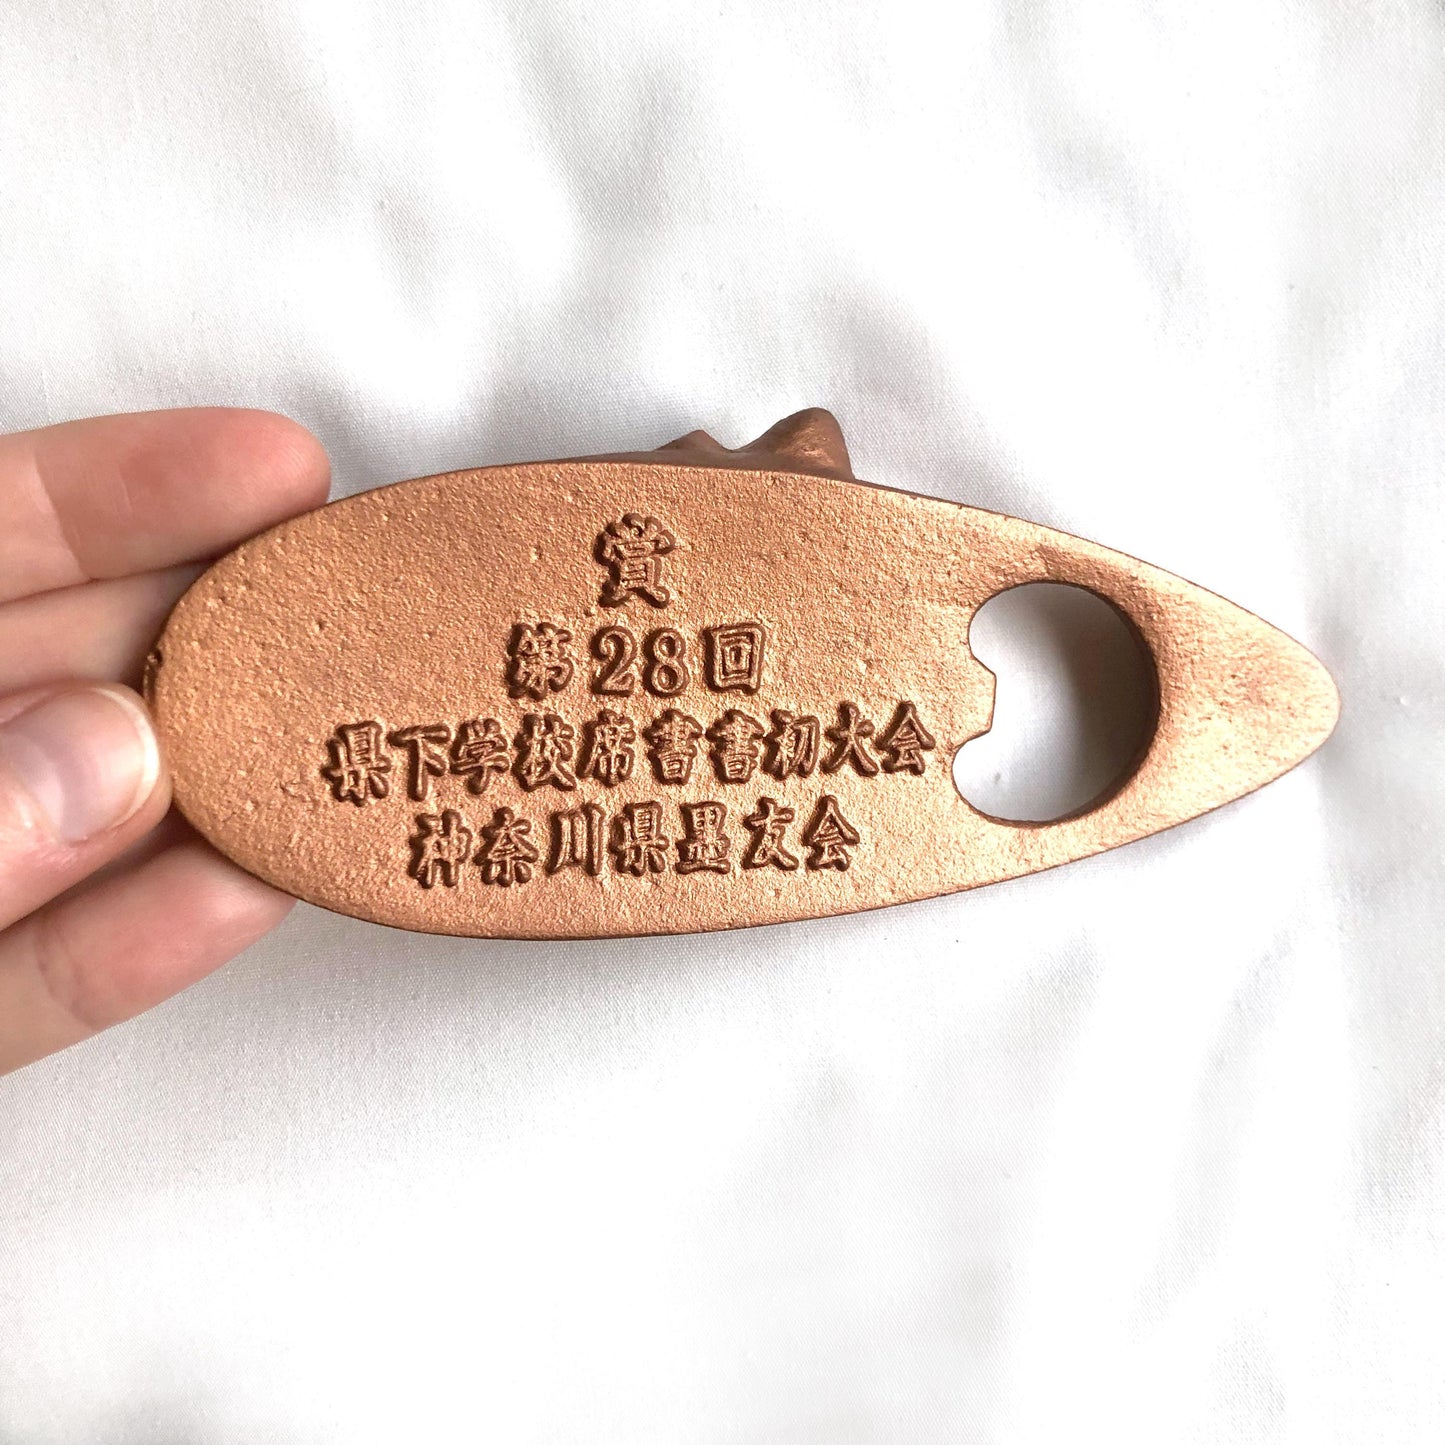 賞
第28回
県下学校席書書初大会
神奈川県墨友会